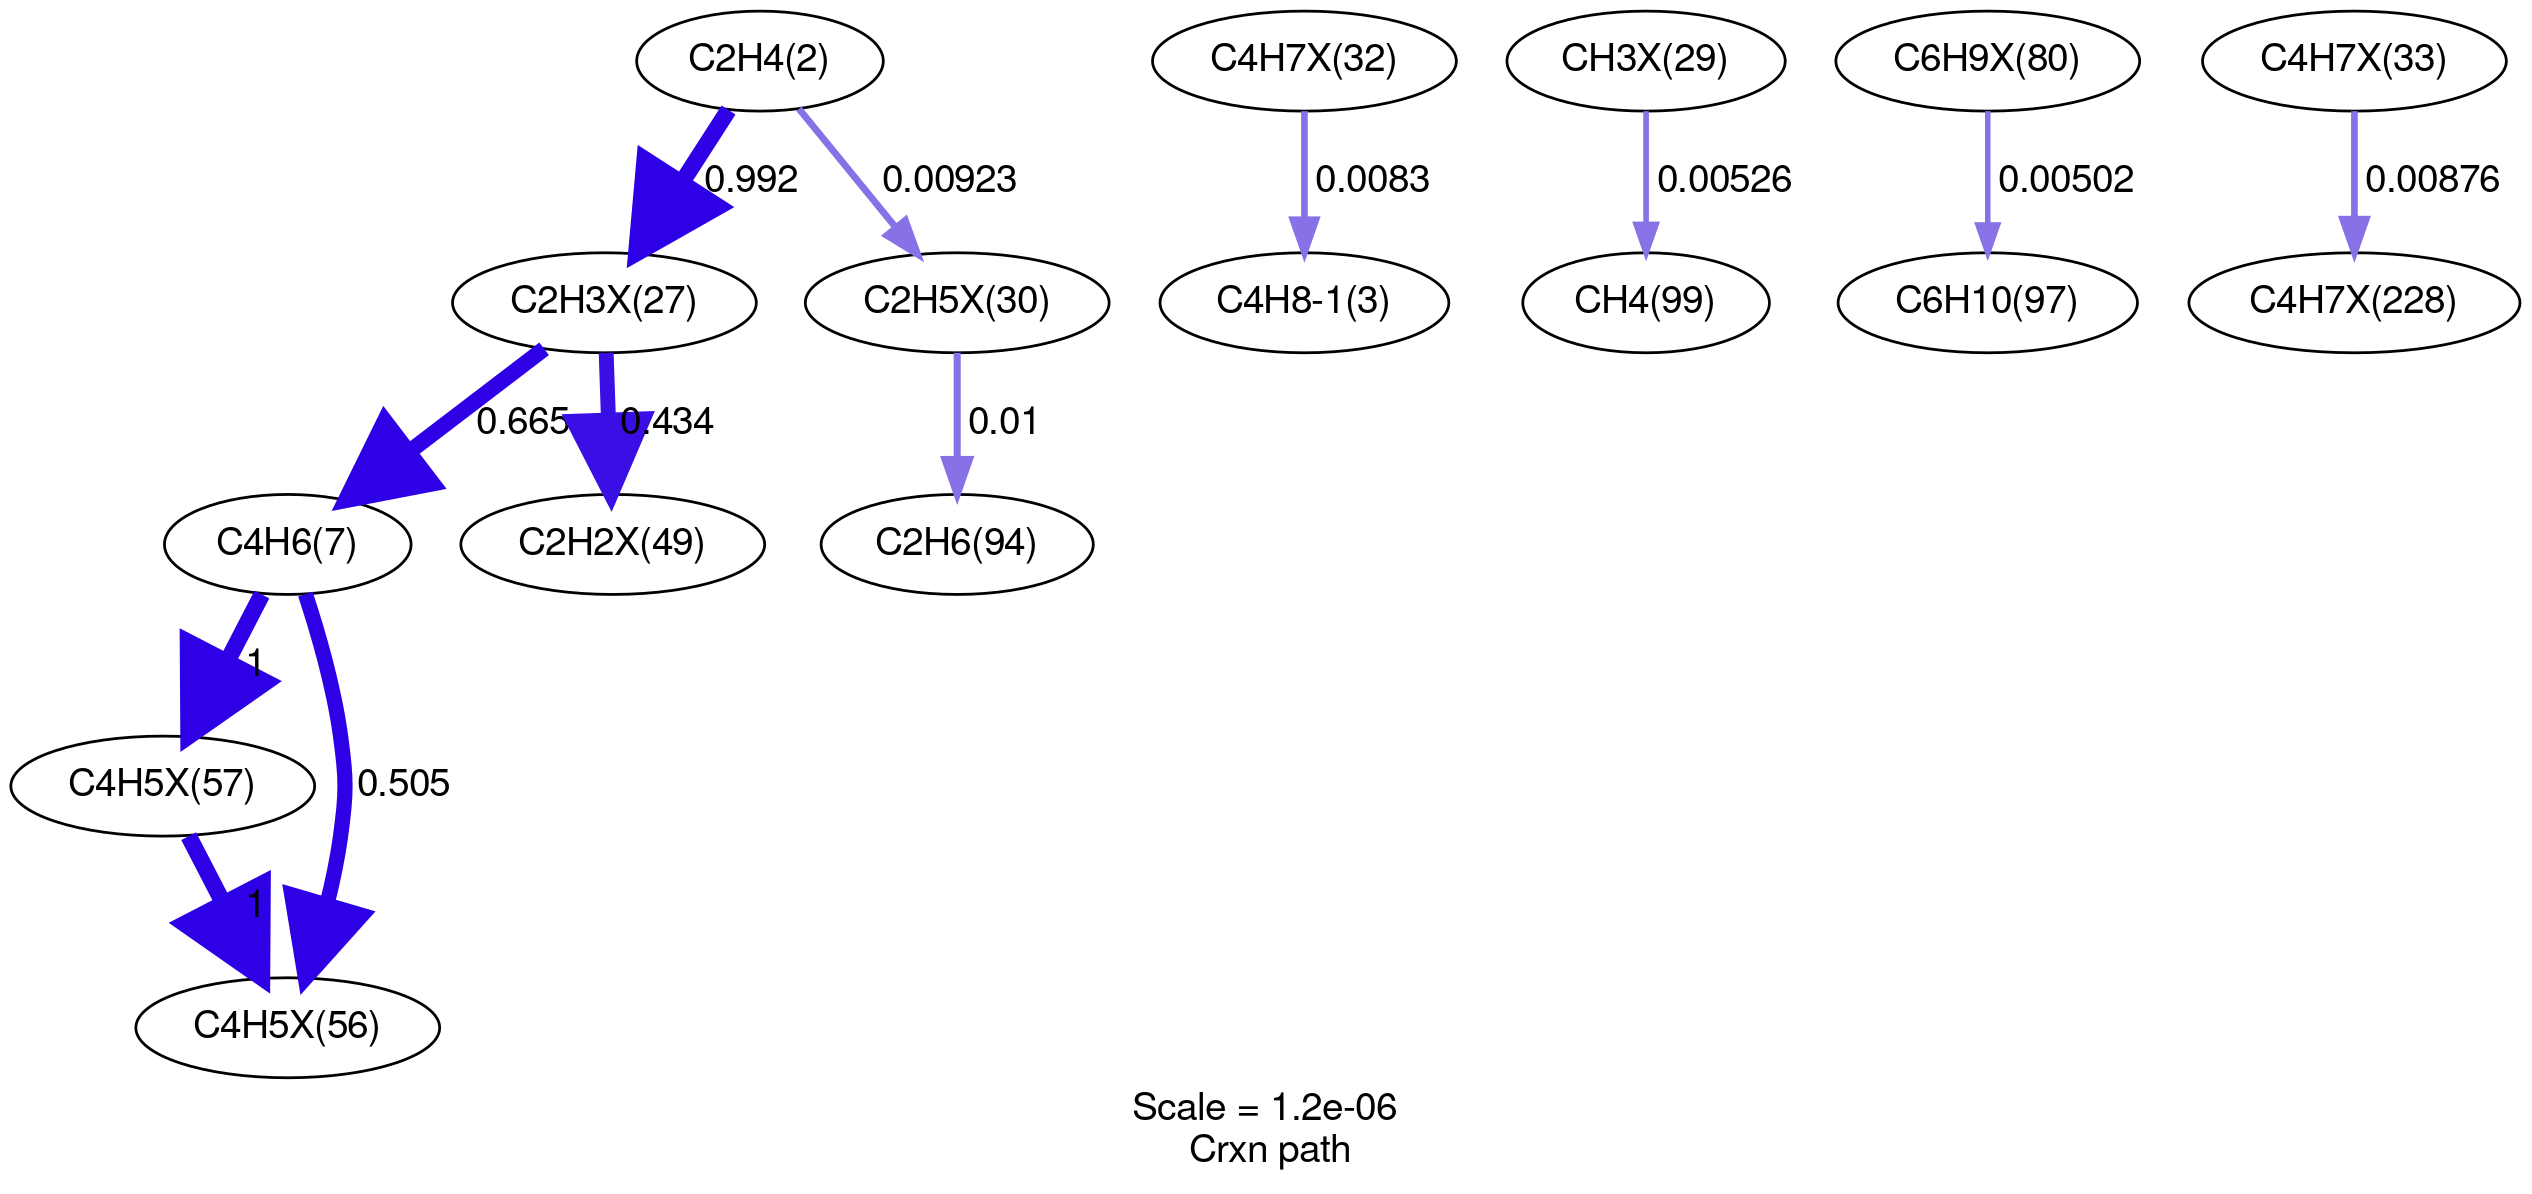 C2H4(2)
C4H7X(32)
CH3X(29)
C6H9X(80)
C4H7X(33)
0.992
0.00923
0.0083
0.00526
0.00502
0.00876
C2H3X(27)
C2H5X(30)
C4H8-1(3)
CH4(99)
C6H10(97)
C4H7X(228)
0.665
0.434
0.01
C4H6(7)
C2H2X(49)
C2H6(94)
1
C4H5X(57)
0.505
1
C4H5X(56)
Scale = 1.2e-06
Crxn path